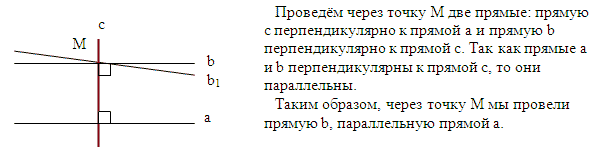 c
M
b
b1
a
Проведём через точку М две прямые: прямую
с перпендикулярно к прямой а и прямую b
перпендикулярно к прямой с. Так как прямые а
и b перпендикулярны к прямой с, то они
параллельны.
Таким образом, через точку М мы провели
прямую b, параллельную прямой а.